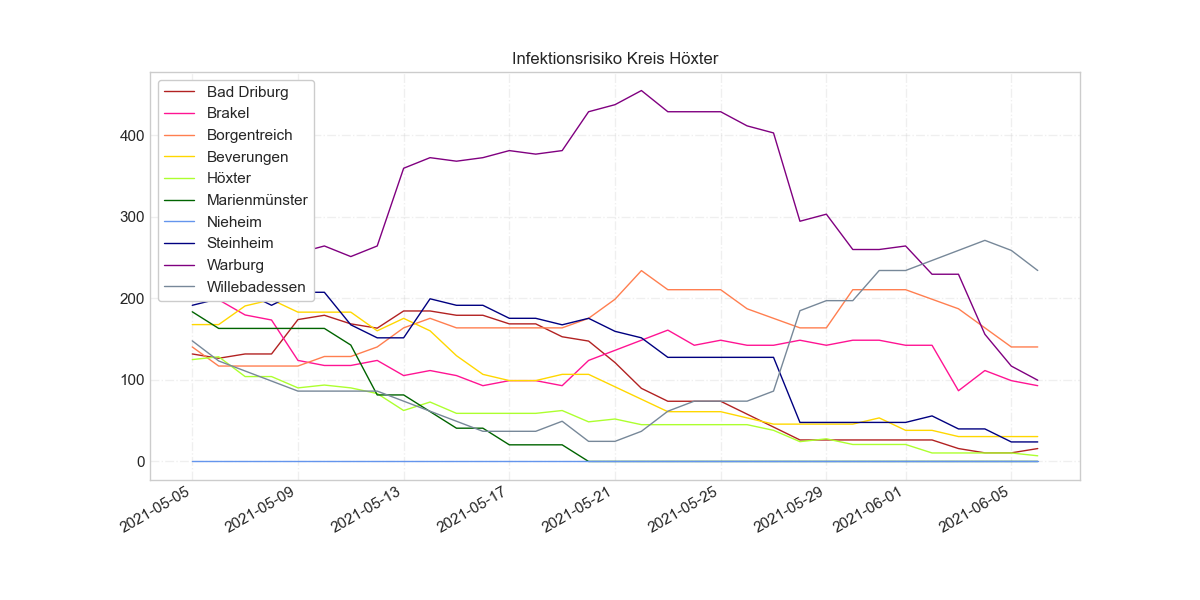 Infektionsrisiko Kreis Höxter
Bad Driburg
Brakel
Borgentreich
Beverungen
Höxter
Marienmünster
Nieheim
Steinheim
Warburg
Willebadessen
400
300
200
100
0
2021-05-05
2021-05-09
2021-05-13
2021-05-17
2021-05-21
2021-05-25
2021-05-29
2021-06-01
2021-06-05